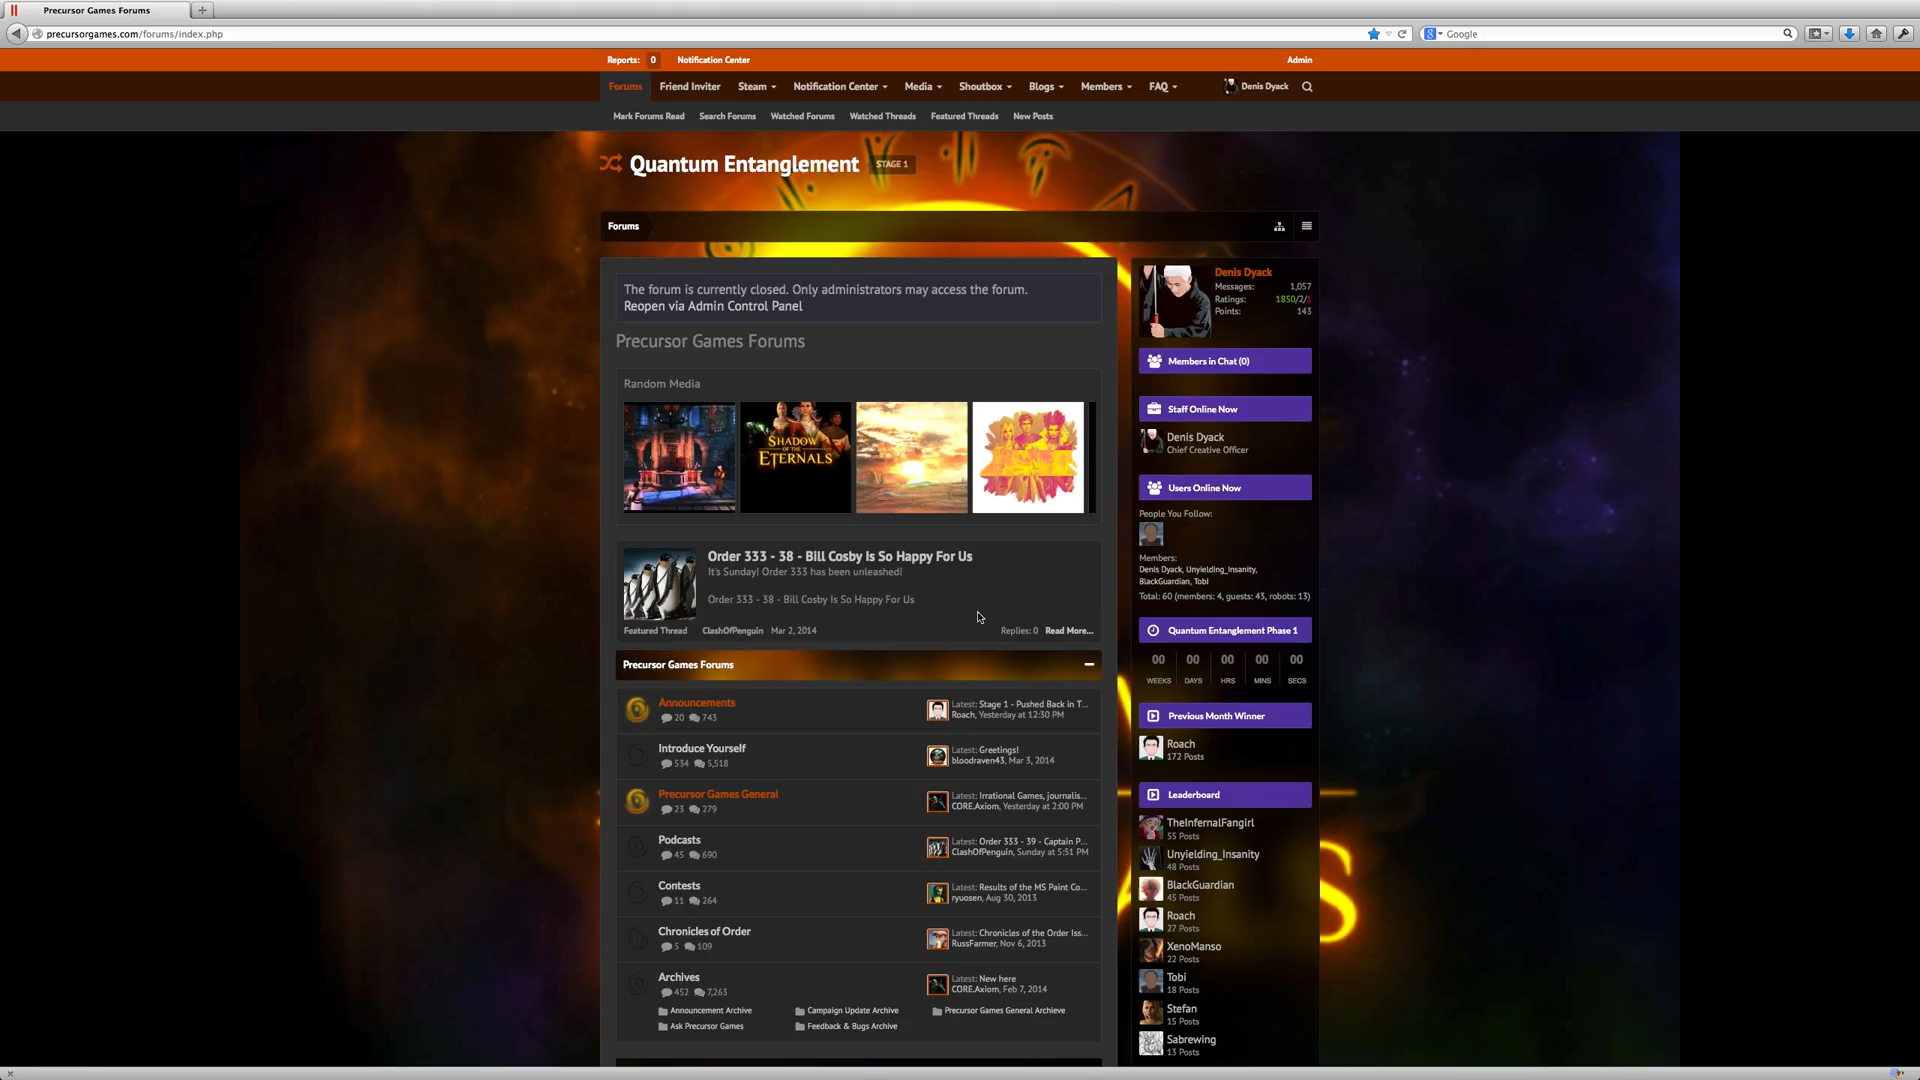 Precursor Games Forums
precursorgames.com/forums/index.php
Google
Reports: 0 Notification Center Admin
Forums Friend Inviter Steam Notification Center Media Shoutbox Blogs Members FAQ Denis Dyack
Mark Forums Read Search Forums Watched Forums Watched Threads Featured Threads New Posts
Quantum Entanglement STAGE 1
Forums
The forum is currently closed. Only administrators may access the forum.
Reopen via Admin Control Panel
Precursor Games Forums
Random Media
SHADOW
OF THE
ETERNALS
Order 333 - 38 - Bill Cosby Is So Happy For Us
It's Sunday! Order 333 has been unleashed!
Order 333 - 38 - Bill Cosby Is So Happy For Us
Featured Thread ClashOfPenguin Mar 2, 2014 Replies: 0 Read More...
Precursor Games Forums
Announcements
20 743
Latest: Stage 1 - Pushed Back in T...
Roach, Yesterday at 12:30 PM
Introduce Yourself
534 5,518
Latest: Greetings!
bloodraven43, Mar 3, 2014
Precursor Games General
23 279
Latest: Irrational Games, journalis...
CORE.Axiom, Yesterday at 2:00 PM
Podcasts
45 690
Latest: Order 333 - 39 - Captain P...
ClashOfPenguin, Sunday at 5:51 PM
Contests
11 264
Latest: Results of the MS Paint Co...
ryuosen, Aug 30, 2013
Chronicles of Order
5 109
Latest: Chronicles of the Order Iss...
RussFarmer, Nov 6, 2013
Archives
452 7,263
Latest: New here
CORE.Axiom, Feb 7, 2014
Announcement Archive Campaign Update Archive Precursor Games General Archieve
Ask Precursor Games Feedback & Bugs Archive
Denis Dyack
Messages: 1,057
Ratings: 1850/2/
Points: 143
Members in Chat (0)
Staff Online Now
Denis Dyack
Chief Creative Officer
Users Online Now
People You Follow:
Members:
Denis Dyack, Unyielding_Insanity,
BlackGuardian, Tobi
Total: 60 (members: 4, guests: 43, robots: 13)
Quantum Entanglement Phase 1
00 00 00 00 00
WEEKS DAYS HRS MINS SECS
Previous Month Winner
Roach
172 Posts
Leaderboard
TheInfernalFangirl
55 Posts
Unyielding_Insanity
48 Posts
BlackGuardian
45 Posts
Roach
27 Posts
XenoManso
22 Posts
Tobi
18 Posts
Stefan
15 Posts
Sabrewing
13 Posts